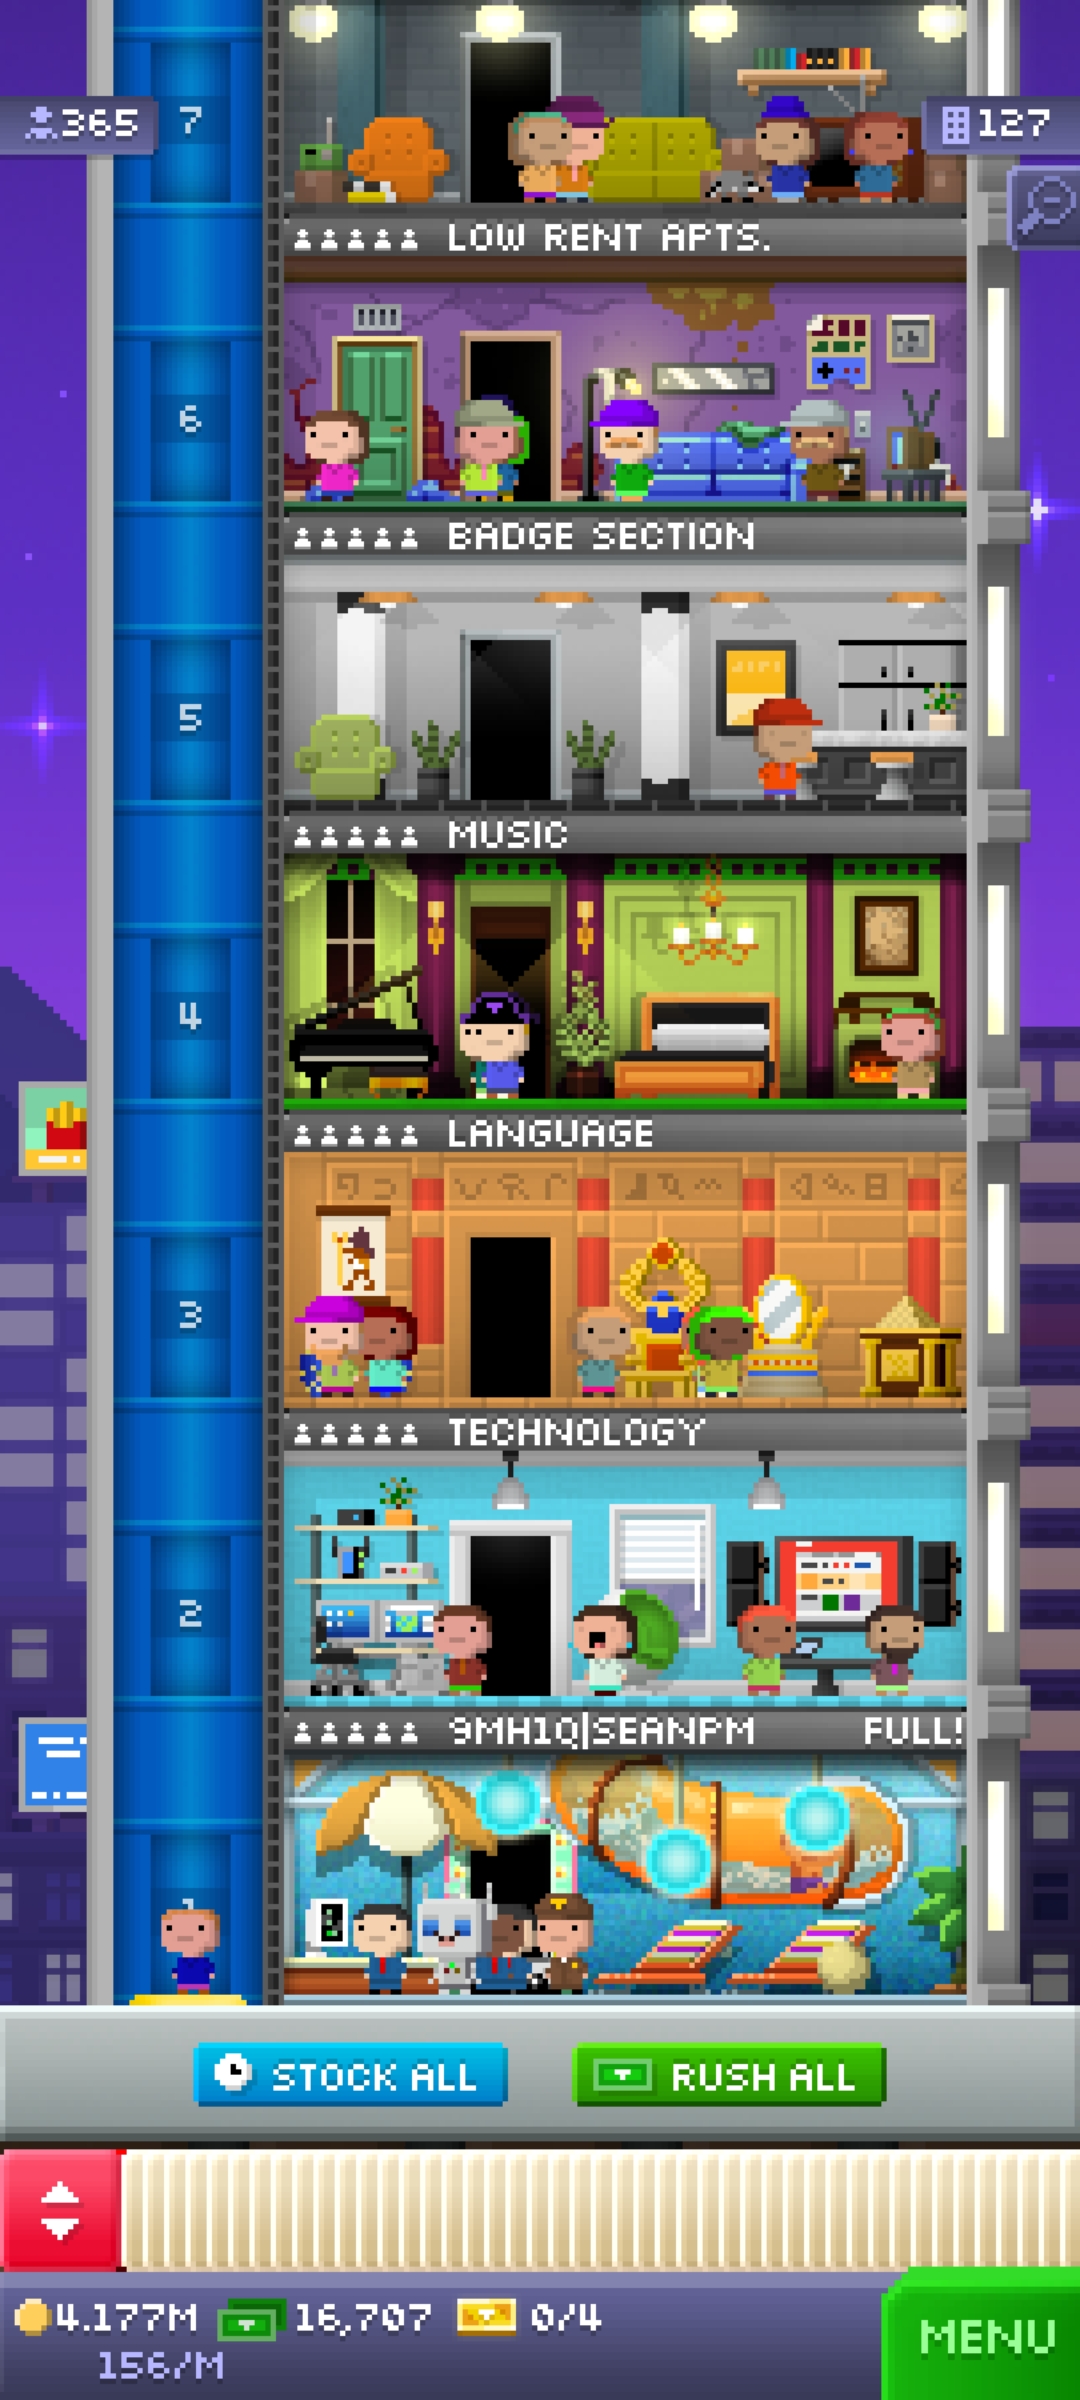 365
7
127
LOW RENT APTS.
6
BADGE SECTION
5
MUSIC
4
LANGUAGE
3
TECHNOLOGY
2
9MH1Q|SEANPM FULL!
STOCK ALL
RUSH ALL
4.177M
16,707
0/4
156/M
MENU